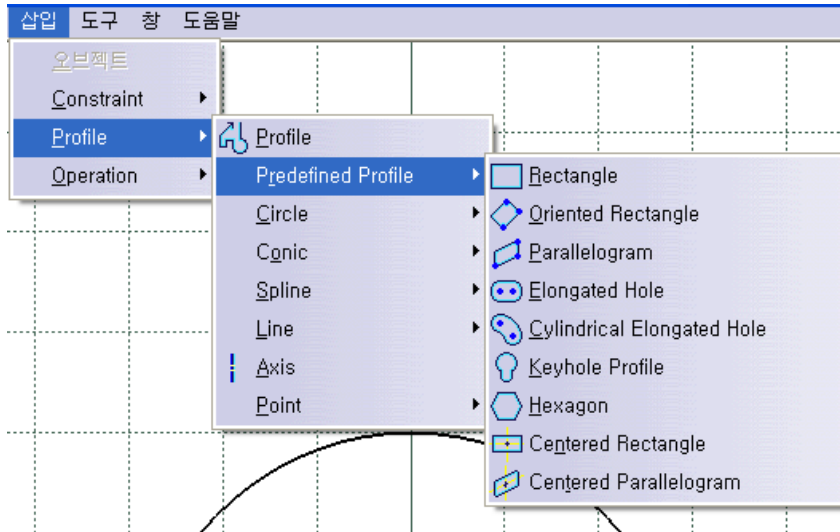 삽입 도구 창 도움말
오브젝트
Constraint
Profile
Operation
Profile
Predefined Profile
Circle
Conic
Spline
Line
Axis
Point
Rectangle
Oriented Rectangle
Parallelogram
Elongated Hole
Cylindrical Elongated Hole
Keyhole Profile
Hexagon
Centered Rectangle
Centered Parallelogram